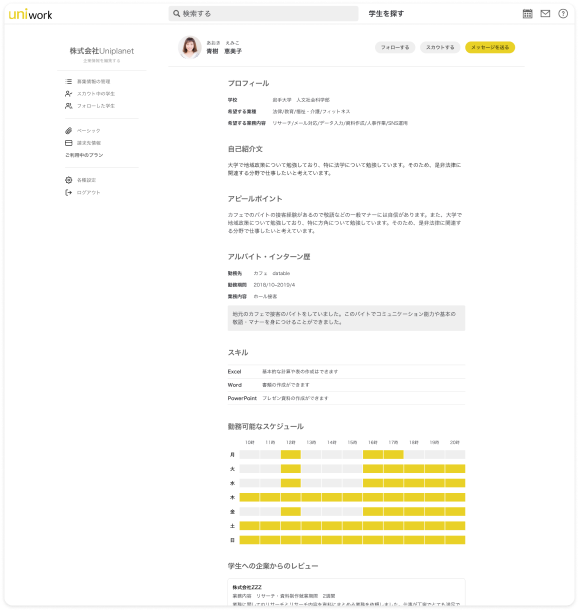 uniwork
検索する
学生を探す
株式会社Uniplanet
企業情報を編集する
募集情報の管理
スカウト中の学生
フォローした学生
ベーシック
請求先情報
ご利用中のプラン
各種設定
ログアウト
あおき えみこ
青樹 恵美子
フォローする
スカウトする
メッセージを送る
プロフィール
学校 岩手大学 人文社会科学部
希望する業種 法律/教育/福祉・介護/フィットネス
希望する業務内容 リサーチ/メール対応/データ入力/資料作成/人事作業/SNS運用
自己紹介文
大学で地域政策について勉強しており、特に法学について勉強しています。そのため、是非法律に
関連する分野で仕事したいと考えています。
アピールポイント
カフェでのバイトの接客経験があるので敬語などの一般マナーには自信があります。また、大学で
地域政策について勉強しており、特に方角について勉強しています。そのため、是非法律に関連す
る分野で仕事したいと考えています。
アルバイト・インターン歴
勤務先 カフェ datable
勤務期間 2018/10~2019/4
業務内容 ホール接客
地元のカフェで接客のバイトをしていました。このバイトでコミュニケーション能力や基本の
敬語・マナーを身につけることができました。
スキル
Excel 基本的な計算や表の作成はできます
Word 書類の作成ができます
PowerPoint プレゼン資料の作成ができます
勤務可能なスケジュール
10時 11時 12時 13時 14時 15時 16時 17時 18時 19時 20時
月
火
水
木
金
土
日
学生への企業からのレビュー
株式会社ZZZ
業務内容 リサーチ・資料作成 就業期間 2週間